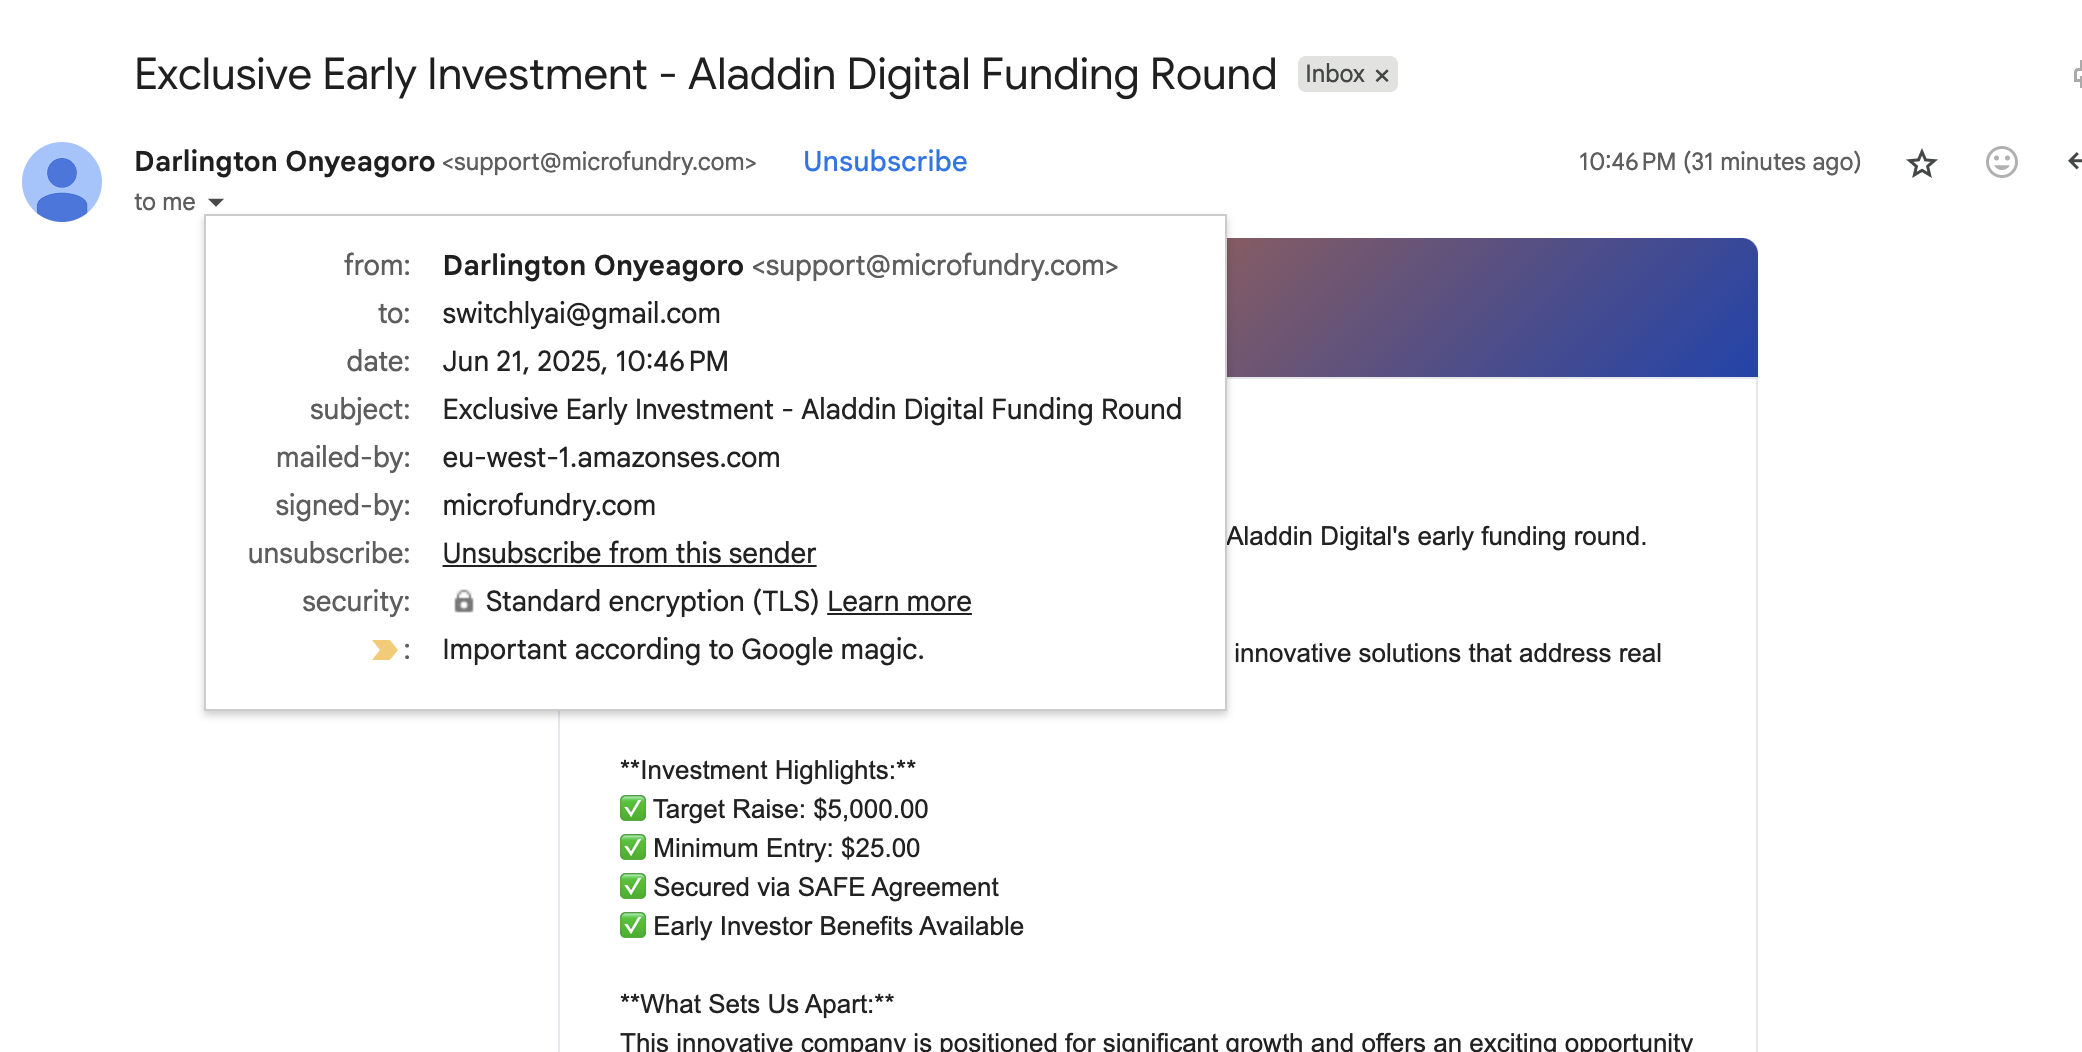 Exclusive Early Investment - Aladdin Digital Funding Round Inbox ×
Darlington Onyeagoro <support@microfundry.com> Unsubscribe 10:46 PM (31 minutes ago)
to me
from: Darlington Onyeagoro <support@microfundry.com>
to: switchlyai@gmail.com
date: Jun 21, 2025, 10:46 PM
subject: Exclusive Early Investment - Aladdin Digital Funding Round
mailed-by: eu-west-1.amazonses.com
signed-by: microfundry.com
unsubscribe: Unsubscribe from this sender
security: Standard encryption (TLS) Learn more
: Important according to Google magic.
Aladdin Digital's early funding round.
innovative solutions that address real
**Investment Highlights:**
✅ Target Raise: $5,000.00
✅ Minimum Entry: $25.00
✅ Secured via SAFE Agreement
✅ Early Investor Benefits Available
**What Sets Us Apart:**
This innovative company is positioned for significant growth and offers an exciting opportunity